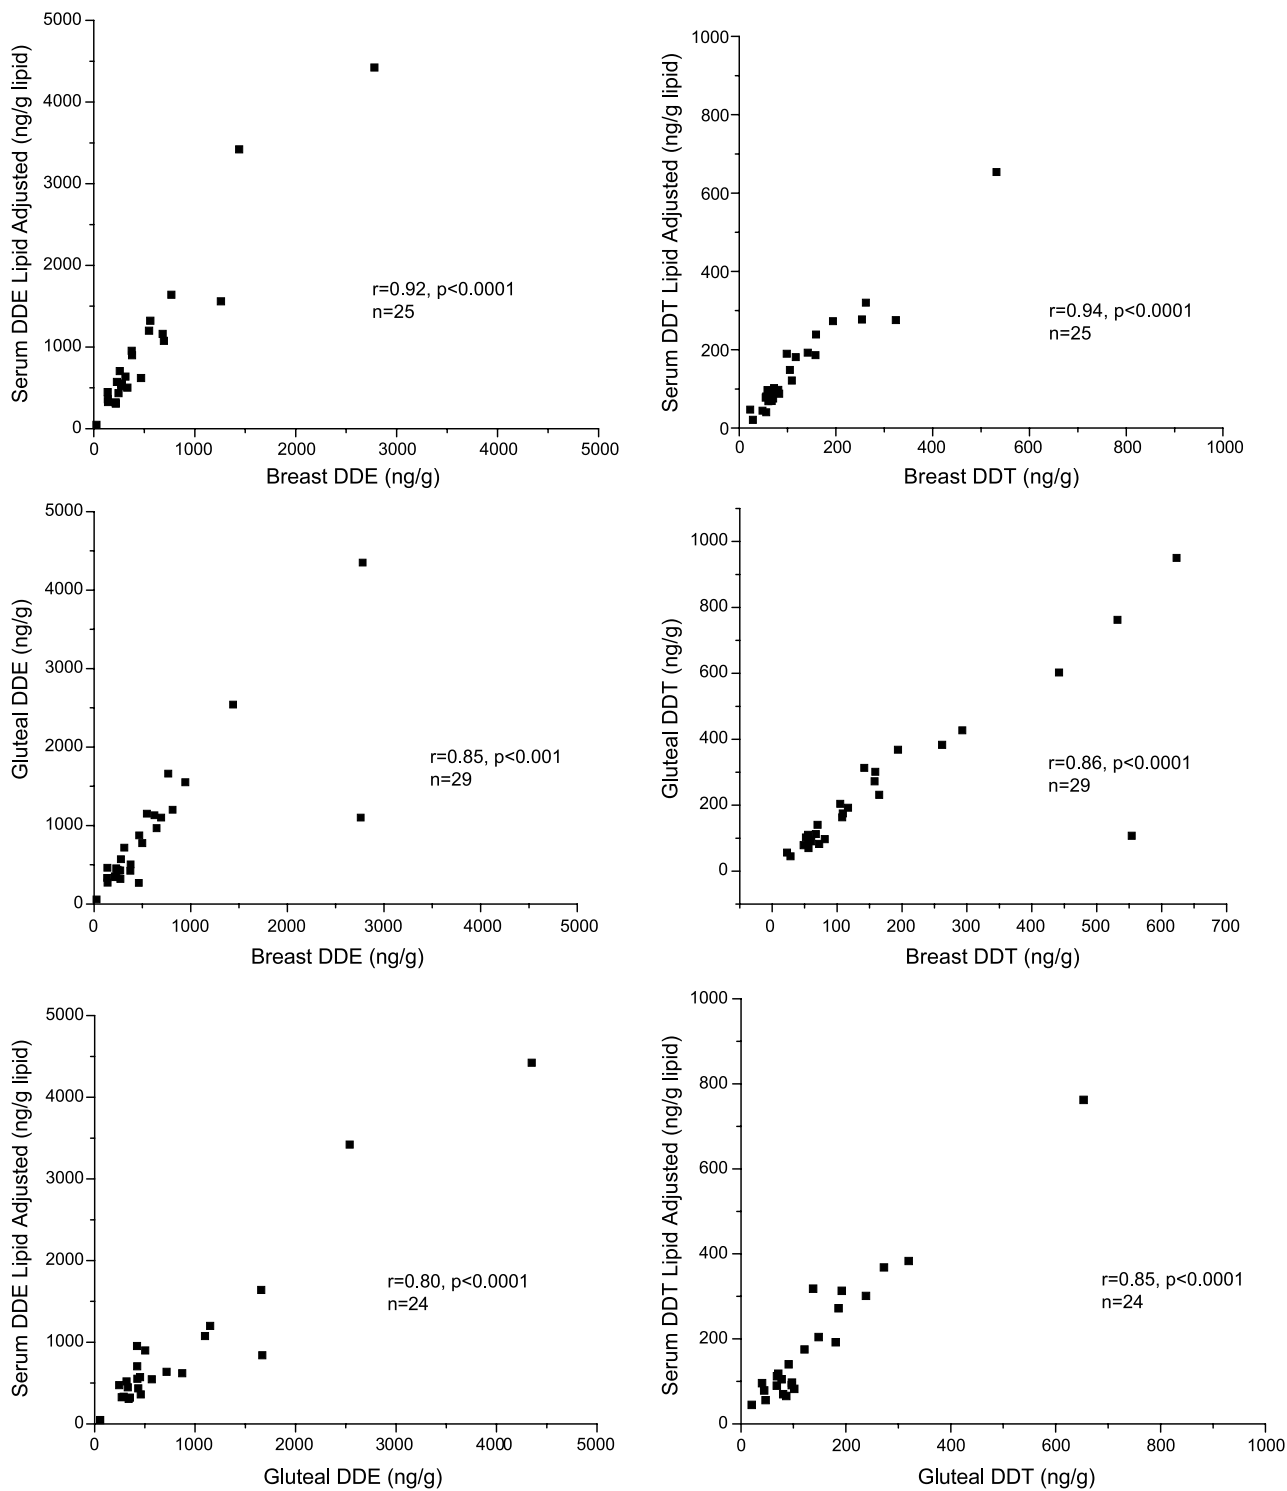 5000
4000
3000
2000
1000
0
Serum DDE Lipid Adjusted (ng/g lipid)
r=0.92, p<0.0001
n=25
0 1000 2000 3000 4000 5000
Breast DDE (ng/g)
1000
800
600
400
200
0
Serum DDT Lipid Adjusted (ng/g lipid)
r=0.94, p<0.0001
n=25
0 200 400 600 800 1000
Breast DDT (ng/g)
5000
4000
3000
2000
1000
0
Gluteal DDE (ng/g)
r=0.85, p<0.001
n=29
0 1000 2000 3000 4000 5000
Breast DDE (ng/g)
1000
800
600
400
200
0
Gluteal DDT (ng/g)
r=0.86, p<0.0001
n=29
0 100 200 300 400 500 600 700
Breast DDT (ng/g)
5000
4000
3000
2000
1000
0
Serum DDE Lipid Adjusted (ng/g lipid)
r=0.80, p<0.0001
n=24
0 1000 2000 3000 4000 5000
Gluteal DDE (ng/g)
1000
800
600
400
200
0
Serum DDT Lipid Adjusted (ng/g lipid)
r=0.85, p<0.0001
n=24
0 200 400 600 800 1000
Gluteal DDT (ng/g)